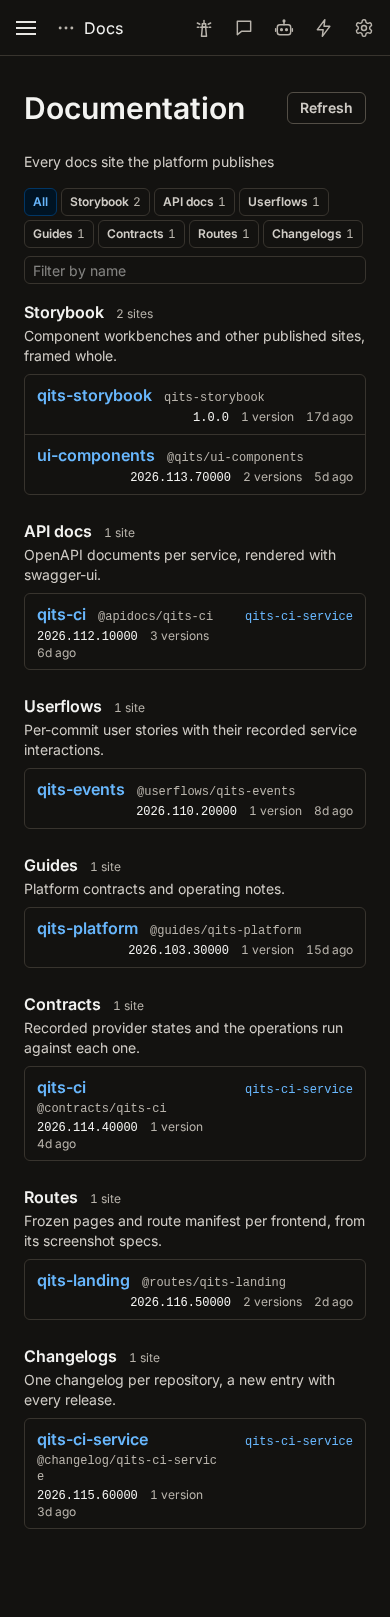 Docs
Documentation
Refresh
Every docs site the platform publishes
All Storybook 2 API docs 1 Userflows 1
Guides 1 Contracts 1 Routes 1 Changelogs 1
Filter by name
Storybook 2 sites
Component workbenches and other published sites,
framed whole.
qits-storybook qits-storybook
1.0.0 1 version 17d ago
ui-components @qits/ui-components
2026.113.70000 2 versions 5d ago
API docs 1 site
OpenAPI documents per service, rendered with
swagger-ui.
qits-ci @apidocs/qits-ci qits-ci-service
2026.112.10000 3 versions
6d ago
Userflows 1 site
Per-commit user stories with their recorded service
interactions.
qits-events @userflows/qits-events
2026.110.20000 1 version 8d ago
Guides 1 site
Platform contracts and operating notes.
qits-platform @guides/qits-platform
2026.103.30000 1 version 15d ago
Contracts 1 site
Recorded provider states and the operations run
against each one.
qits-ci qits-ci-service
@contracts/qits-ci
2026.114.40000 1 version
4d ago
Routes 1 site
Frozen pages and route manifest per frontend, from
its screenshot specs.
qits-landing @routes/qits-landing
2026.116.50000 2 versions 2d ago
Changelogs 1 site
One changelog per repository, a new entry with
every release.
qits-ci-service qits-ci-service
@changelog/qits-ci-servic
e
2026.115.60000 1 version
3d ago